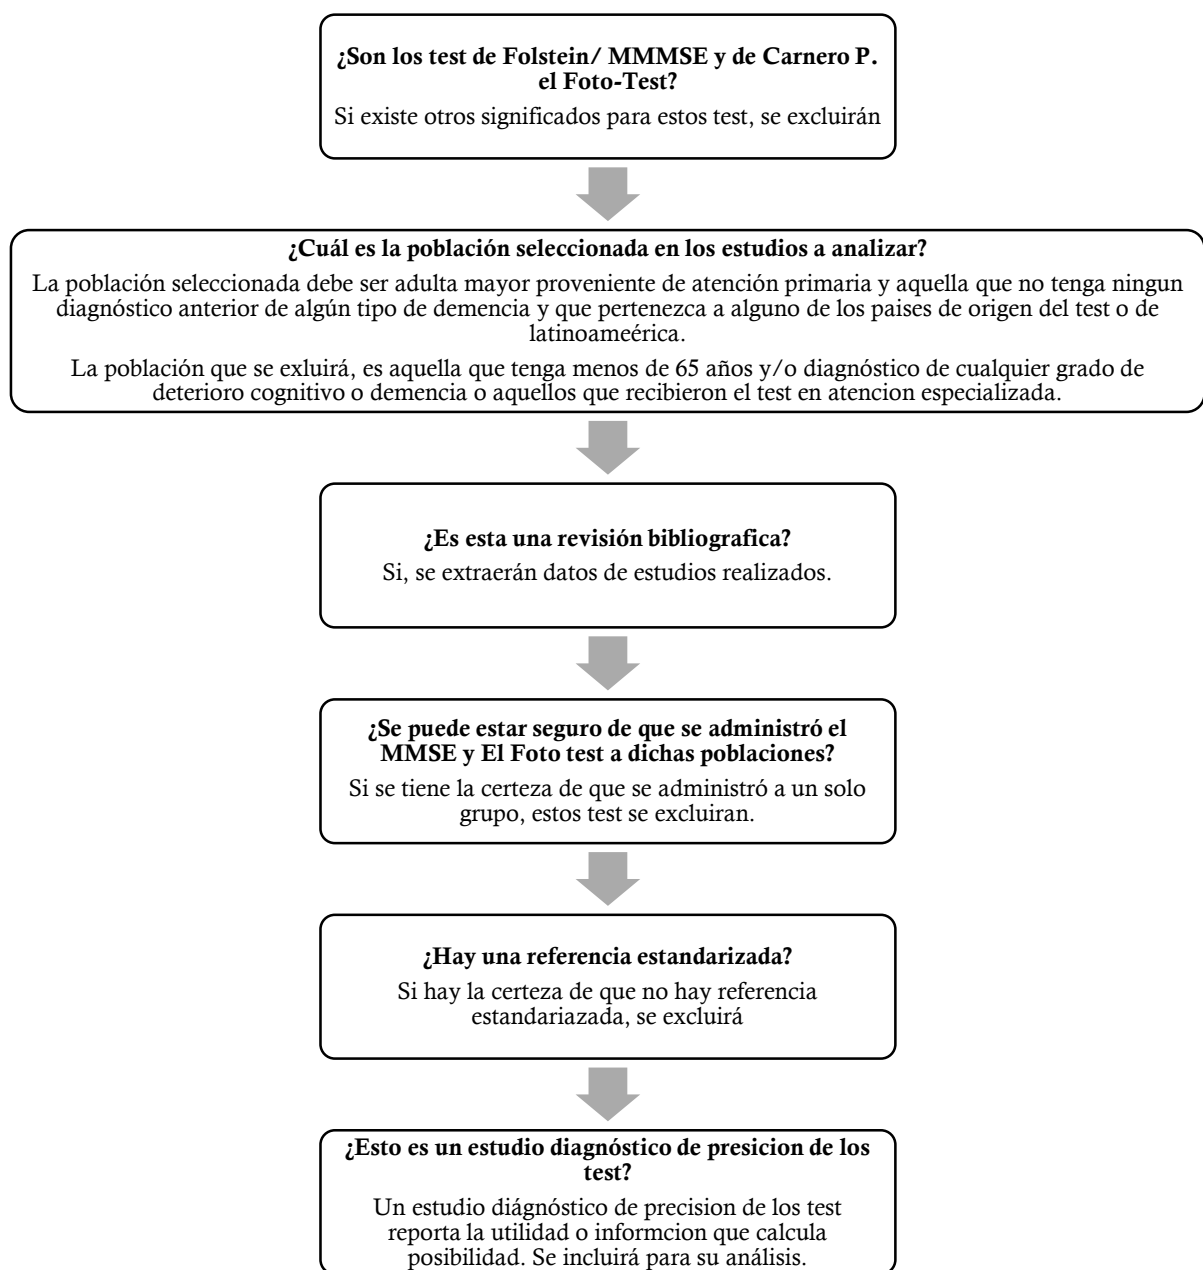 ¿Son los test de Folstein/ MMMSE y de Carnero P.
el Foto-Test?
Si existe otros significados para estos test, se excluirán
¿Cuál es la población seleccionada en los estudios a analizar?
La población seleccionada debe ser adulta mayor proveniente de atención primaria y aquella que no tenga ningun
diagnóstico anterior de algún tipo de demencia y que pertenezca a alguno de los paises de origen del test o de
latinoameérica.
La población que se exluirá, es aquella que tenga menos de 65 años y/o diagnóstico de cualquier grado de
deterioro cognitivo o demencia o aquellos que recibieron el test en atencion especializada.
¿Es esta una revisión bibliografica?
Si, se extraerán datos de estudios realizados.
¿Se puede estar seguro de que se administró el
MMSE y El Foto test a dichas poblaciones?
Si se tiene la certeza de que se administró a un solo
grupo, estos test se excluiran.
¿Hay una referencia estandarizada?
Si hay la certeza de que no hay referencia
estandariazada, se excluirá
¿Esto es un estudio diagnóstico de presicion de los
test?
Un estudio diágnóstico de precision de los test
reporta la utilidad o informcion que calcula
posibilidad. Se incluirá para su análisis.